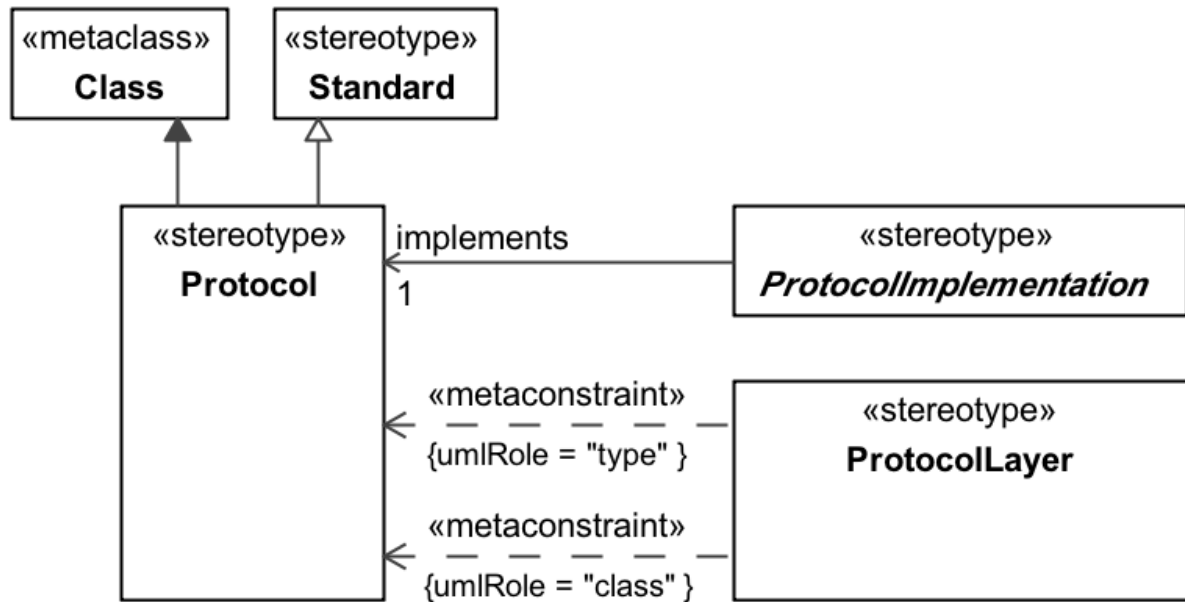 «metaclass»
Class
«stereotype»
Standard
«stereotype»
Protocol
implements
1
«stereotype»
ProtocolImplementation
«metaconstraint»
{umlRole = "type" }
«stereotype»
ProtocolLayer
«metaconstraint»
{umlRole = "class" }